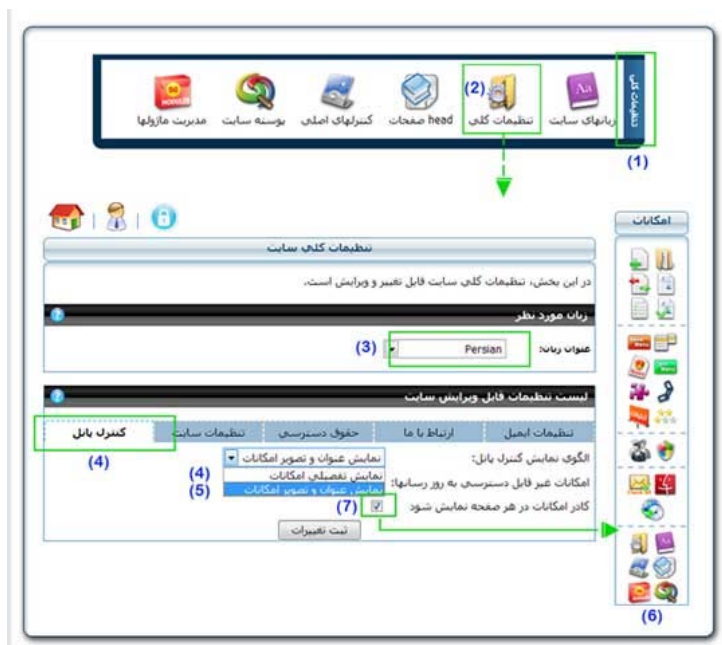 تنظیمات کلی
(1)
زبانهای سایت
تنظیمات کلی
(2)
head صفحات
کنترلهای اصلی
پوسته سایت
مدیریت ماژولها
امکانات
تنظیمات کلی سایت
در این بخش، تنظیمات کلی سایت قابل تغییر و ویرایش است.
زبان مورد نظر
عنوان زبان: Persian (3)
لیست تنظیمات قابل ویرایش سایت
تنظیمات ایمیل
ارتباط با ما
حقوق دسترسی
تنظیمات سایت
کنترل پانل
(4)
الگوی نمایش کنترل پانل: نمایش عنوان و تصویر امکانات
نمایش تفصیلی امکانات (4)
امکانات غیر قابل دسترسی به روز رسانها:
نمایش عنوان و تصویر امکانات (5)
کادر امکانات در هر صفحه نمایش شود (7)
ثبت تغییرات
(6)